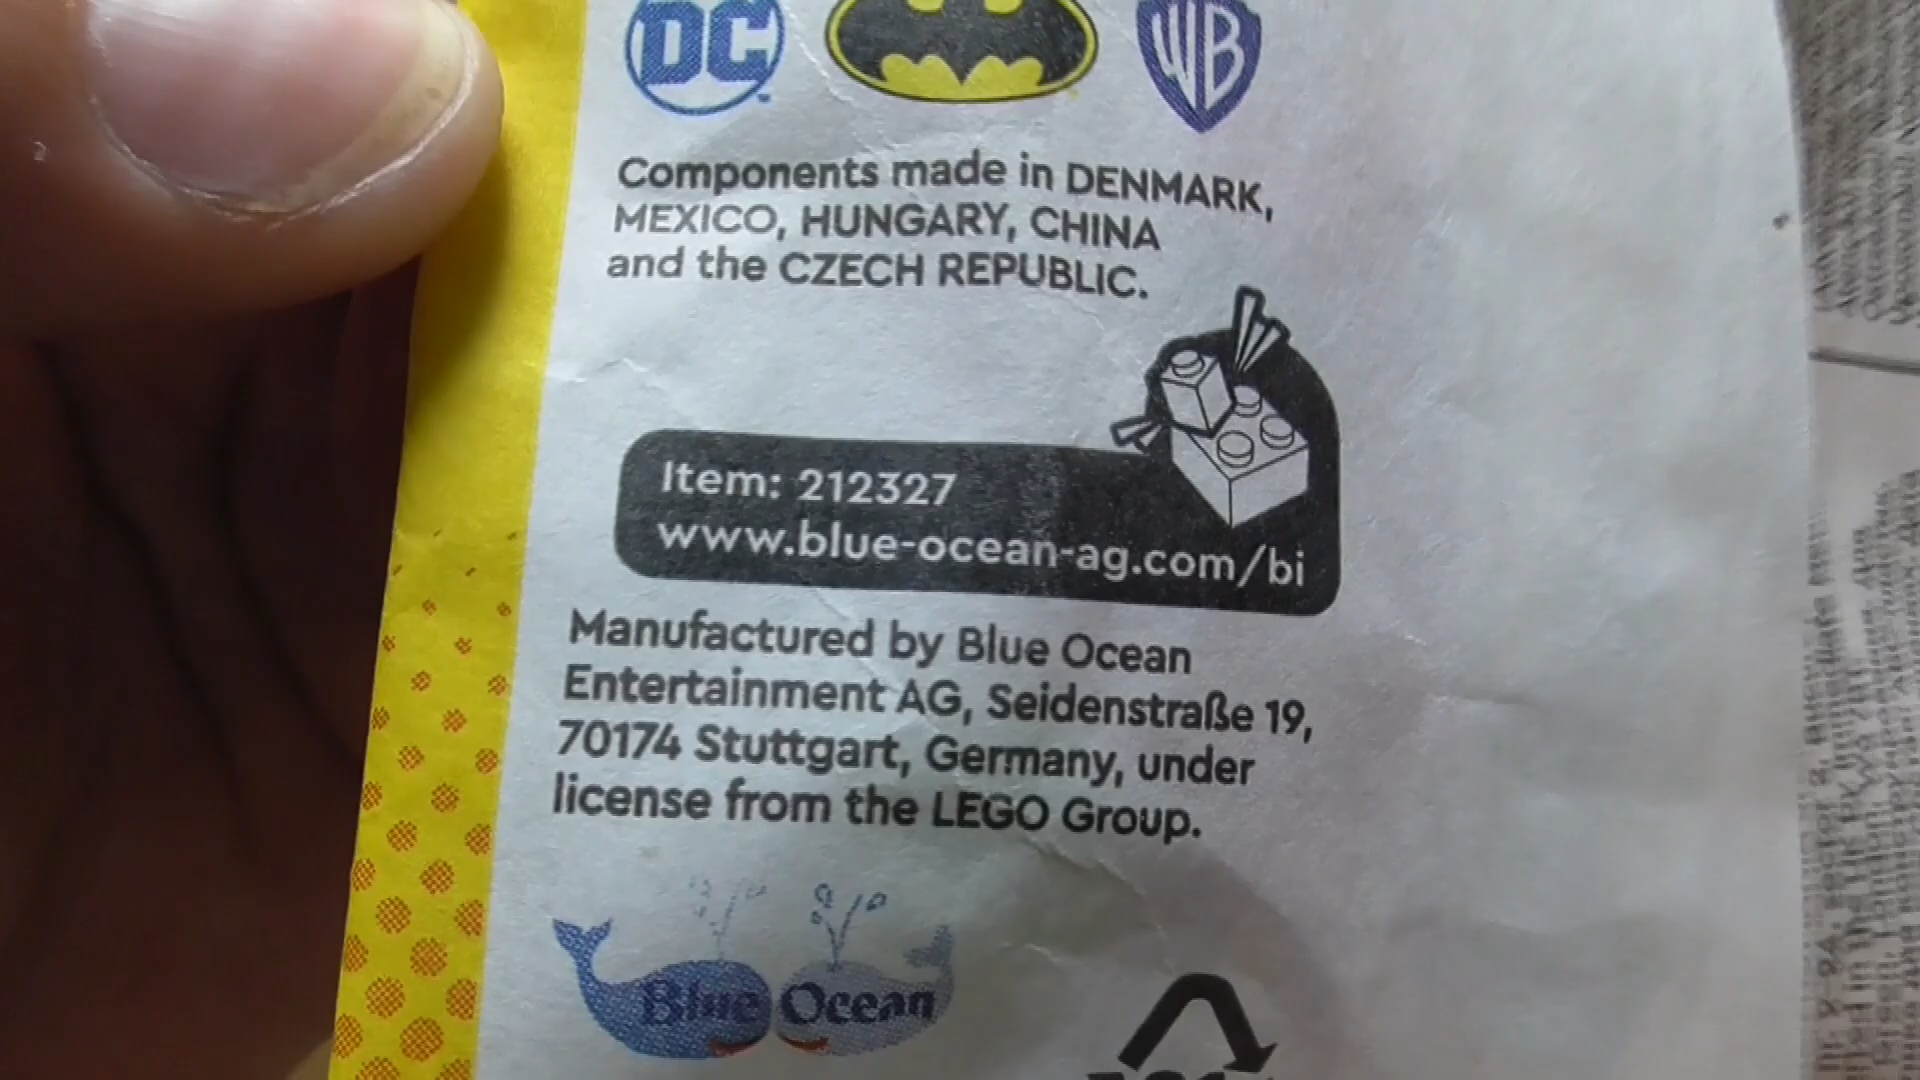 DC
WB
Components made in DENMARK,
MEXICO, HUNGARY, CHINA
and the CZECH REPUBLIC.
Item: 212327
www.blue-ocean-ag.com/bi
Manufactured by Blue Ocean
Entertainment AG, Seidenstraße 19,
70174 Stuttgart, Germany, under
license from the LEGO Group.
Blue Ocean